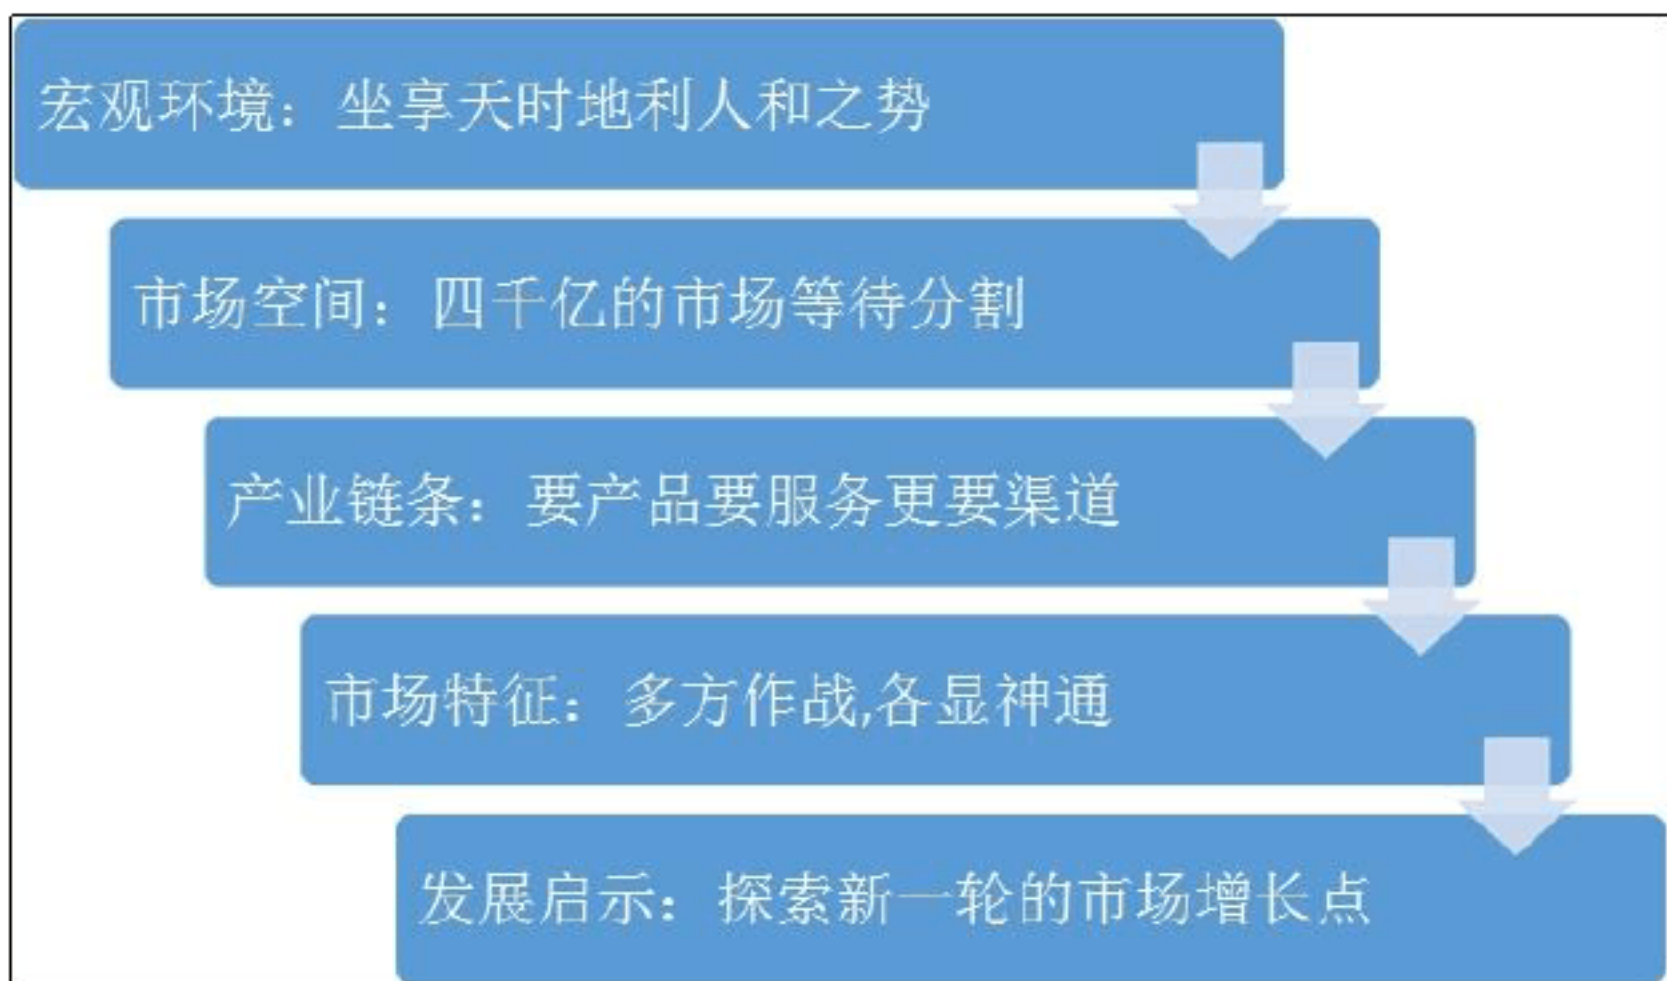 宏观环境：坐享天时地利人和之势
市场空间：四千亿的市场等待分割
产业链条：要产品要服务更要渠道
市场特征：多方作战,各显神通
发展启示：探索新一轮的市场增长点